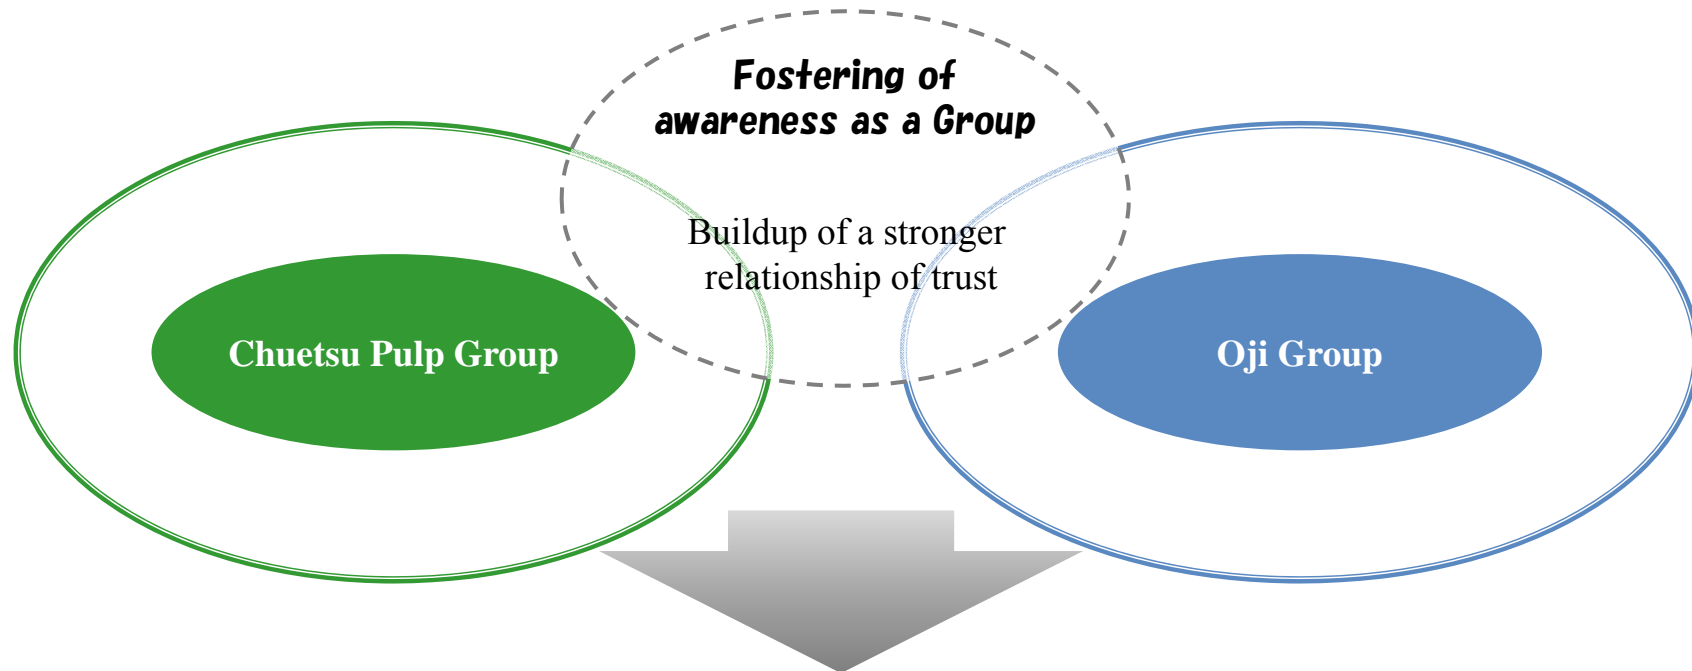 Fostering of
awareness as a Group
Buildup of a stronger
relationship of trust
Chuetsu Pulp Group
Oji Group